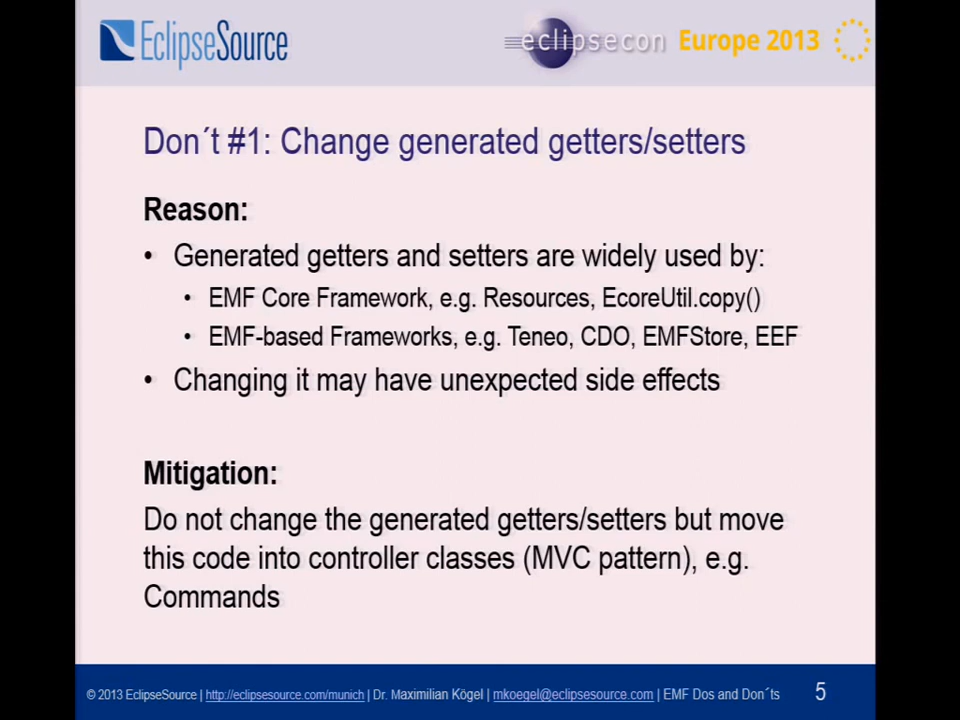 EclipseSource
eclipsecon Europe 2013
Don´t #1: Change generated getters/setters
Reason:
• Generated getters and setters are widely used by:
• EMF Core Framework, e.g. Resources, EcoreUtil.copy()
• EMF-based Frameworks, e.g. Teneo, CDO, EMFStore, EEF
• Changing it may have unexpected side effects
Mitigation:
Do not change the generated getters/setters but move
this code into controller classes (MVC pattern), e.g.
Commands
© 2013 EclipseSource | http://eclipsesource.com/munich | Dr. Maximilian Kögel | mkoegel@eclipsesource.com | EMF Dos and Don´ts 5